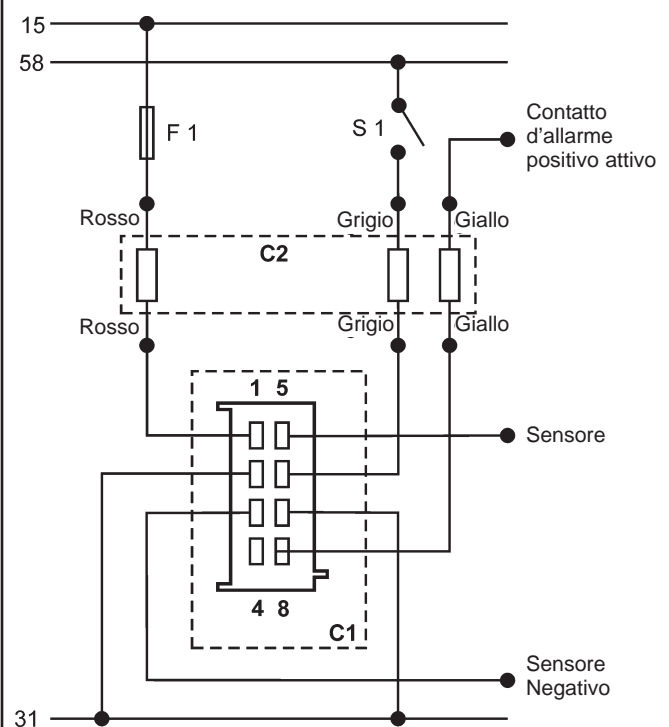 15
58
F 1
S 1
Contatto
d'allarme
positivo attivo
Rosso
Grigio
Giallo
C2
Rosso
Grigio
Giallo
1 5
Sensore
4 8
C1
Sensore
Negativo
31